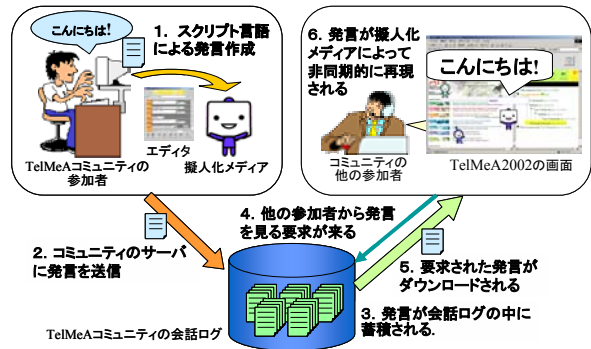 こんにちは!
1. スクリプト言語
による発言作成
エディタ
擬人化メディア
TelMeAコミュニティの
参加者
6. 発言が擬人化
メディアによって
非同期的に再現
される
こんにちは!
コミュニティの
他の参加者
TelMeA2002の画面
2. コミュニティのサーバ
に発言を送信
4. 他の参加者から発言
を見る要求が来る
5. 要求された発言が
ダウンロードされる
3. 発言が会話ログの中に
蓄積される.
TelMeAコミュニティの会話ログ